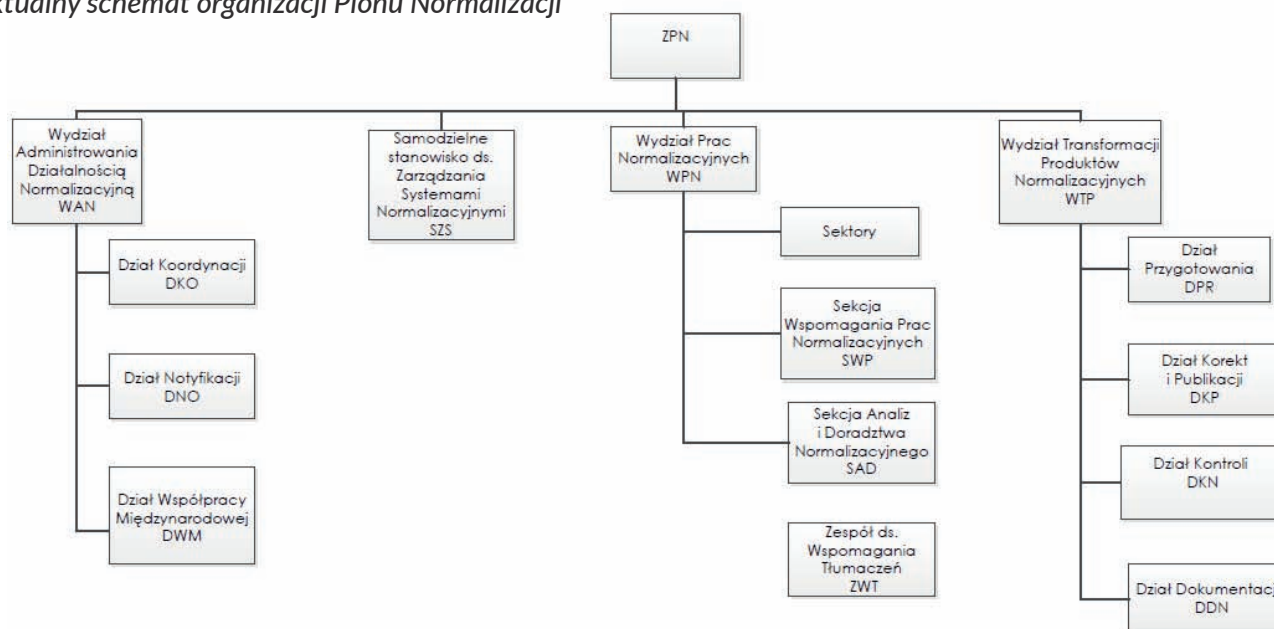 ktualny schemat organizacji Pionu Normalizacji
ZPN
Wydział
Administrowania
Działalnością
Normalizacyjną
WAN
Samodzielne
stanowisko ds.
Zarządzania
Systemami
Normalizacyjnymi
SZS
Wydział Prac
Normalizacyjnych
WPN
Wydział Transformacji
Produktów
Normalizacyjnych
WTP
Dział Koordynacji
DKO
Dział Notyfikacji
DNO
Dział Współpracy
Międzynarodowej
DWM
Sektory
Sekcja
Wspomagania Prac
Normalizacyjnych
SWP
Sekcja Analiz
i Doradztwa
Normalizacyjnego
SAD
Zespół ds.
Wspomagania
Tłumaczeń
ZWT
Dział
Przygotowania
DPR
Dział Korekt
i Publikacji
DKP
Dział Kontroli
DKN
Dział Dokumentacj
DDN